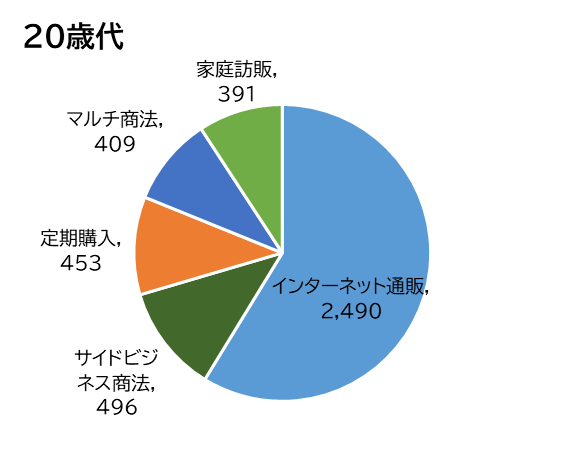 20歳代
家庭訪販,
391
マルチ商法,
409
定期購入,
453
インターネット通販,
2,490
サイドビジ
ネス商法,
496